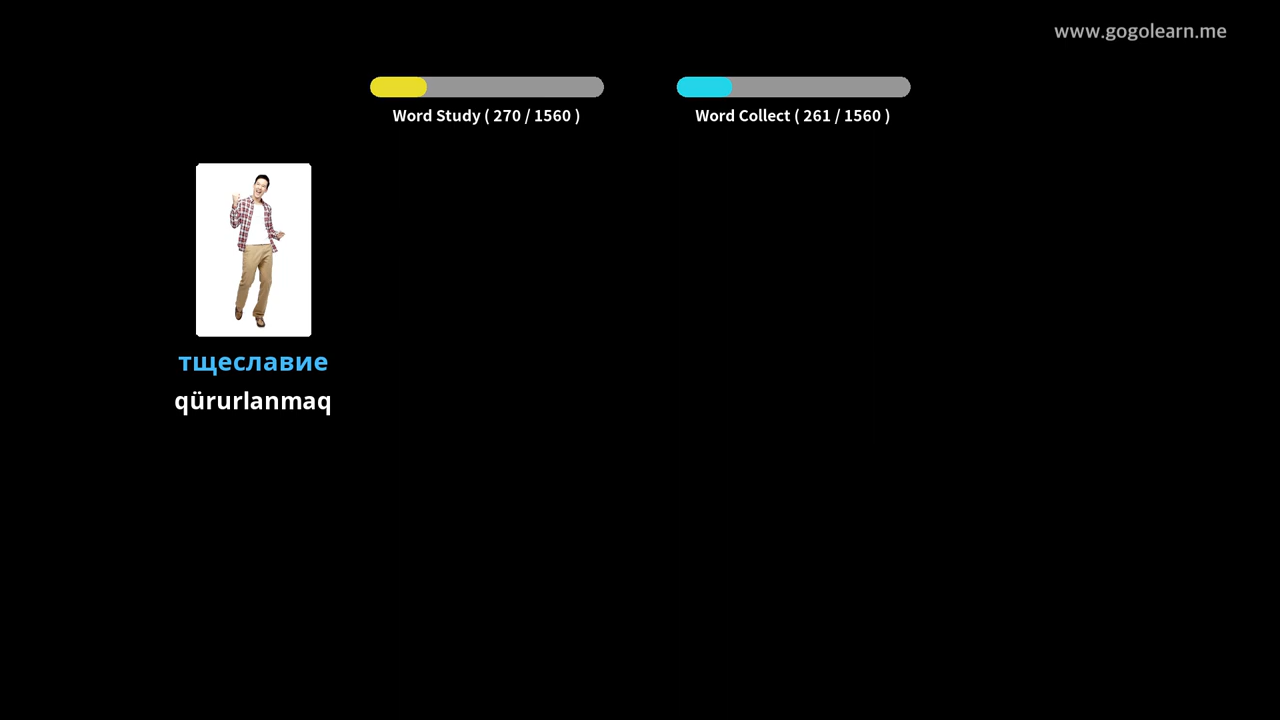 www.gogolearn.me
Word Study ( 270 / 1560 )
Word Collect ( 261 / 1560 )
тщеславие
qürurlanmaq